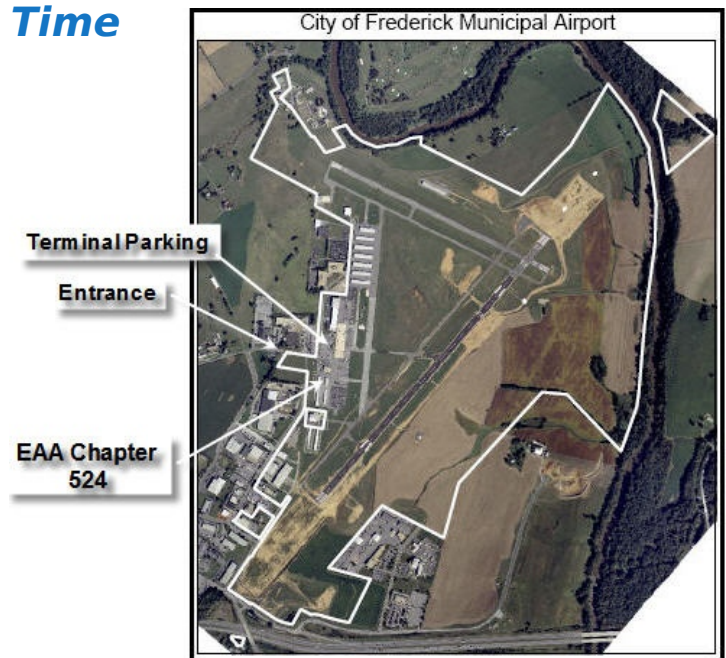 Time
City of Frederick Municipal Airport
Terminal Parking
Entrance
EAA Chapter
524